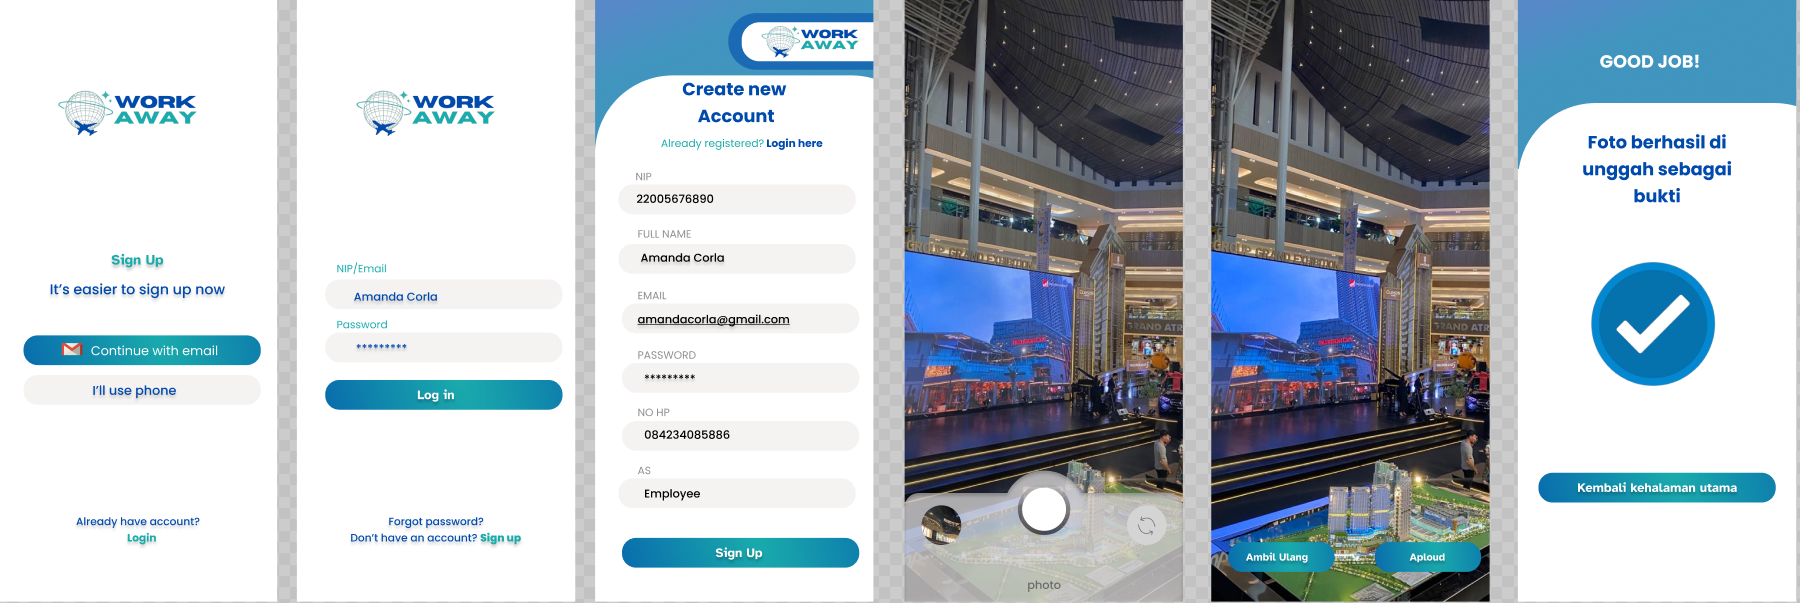 WORK
AWAY
Sign Up
It's easier to sign up now
Continue with email
I'll use phone
Already have account?
Login
WORK
AWAY
NIP/Email
Amanda Corla
Password
*********
Log in
Forgot password?
Don't have an account? Sign up
WORK
AWAY
Create new
Account
Already registered? Login here
NIP
22005676890
FULL NAME
Amanda Corla
EMAIL
amandacorla@gmail.com
PASSWORD
*********
NO HP
084234085886
AS
Employee
Sign Up
GRAND ATR
photo
GRAND ATR
Ambil Ulang
Aploud
GOOD JOB!
Foto berhasil di
unggah sebagai
bukti
Kembali kehalaman utama